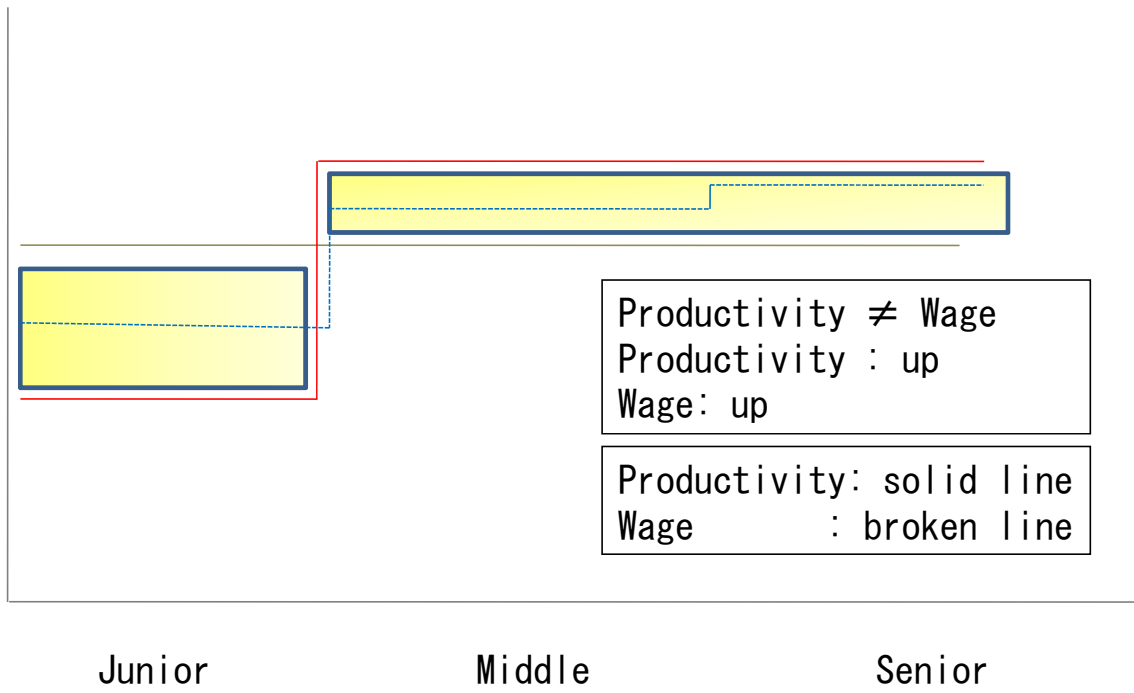 Productivity ≠ Wage
Productivity : up
Wage: up
Productivity: solid line
Wage : broken line
Junior Middle Senior